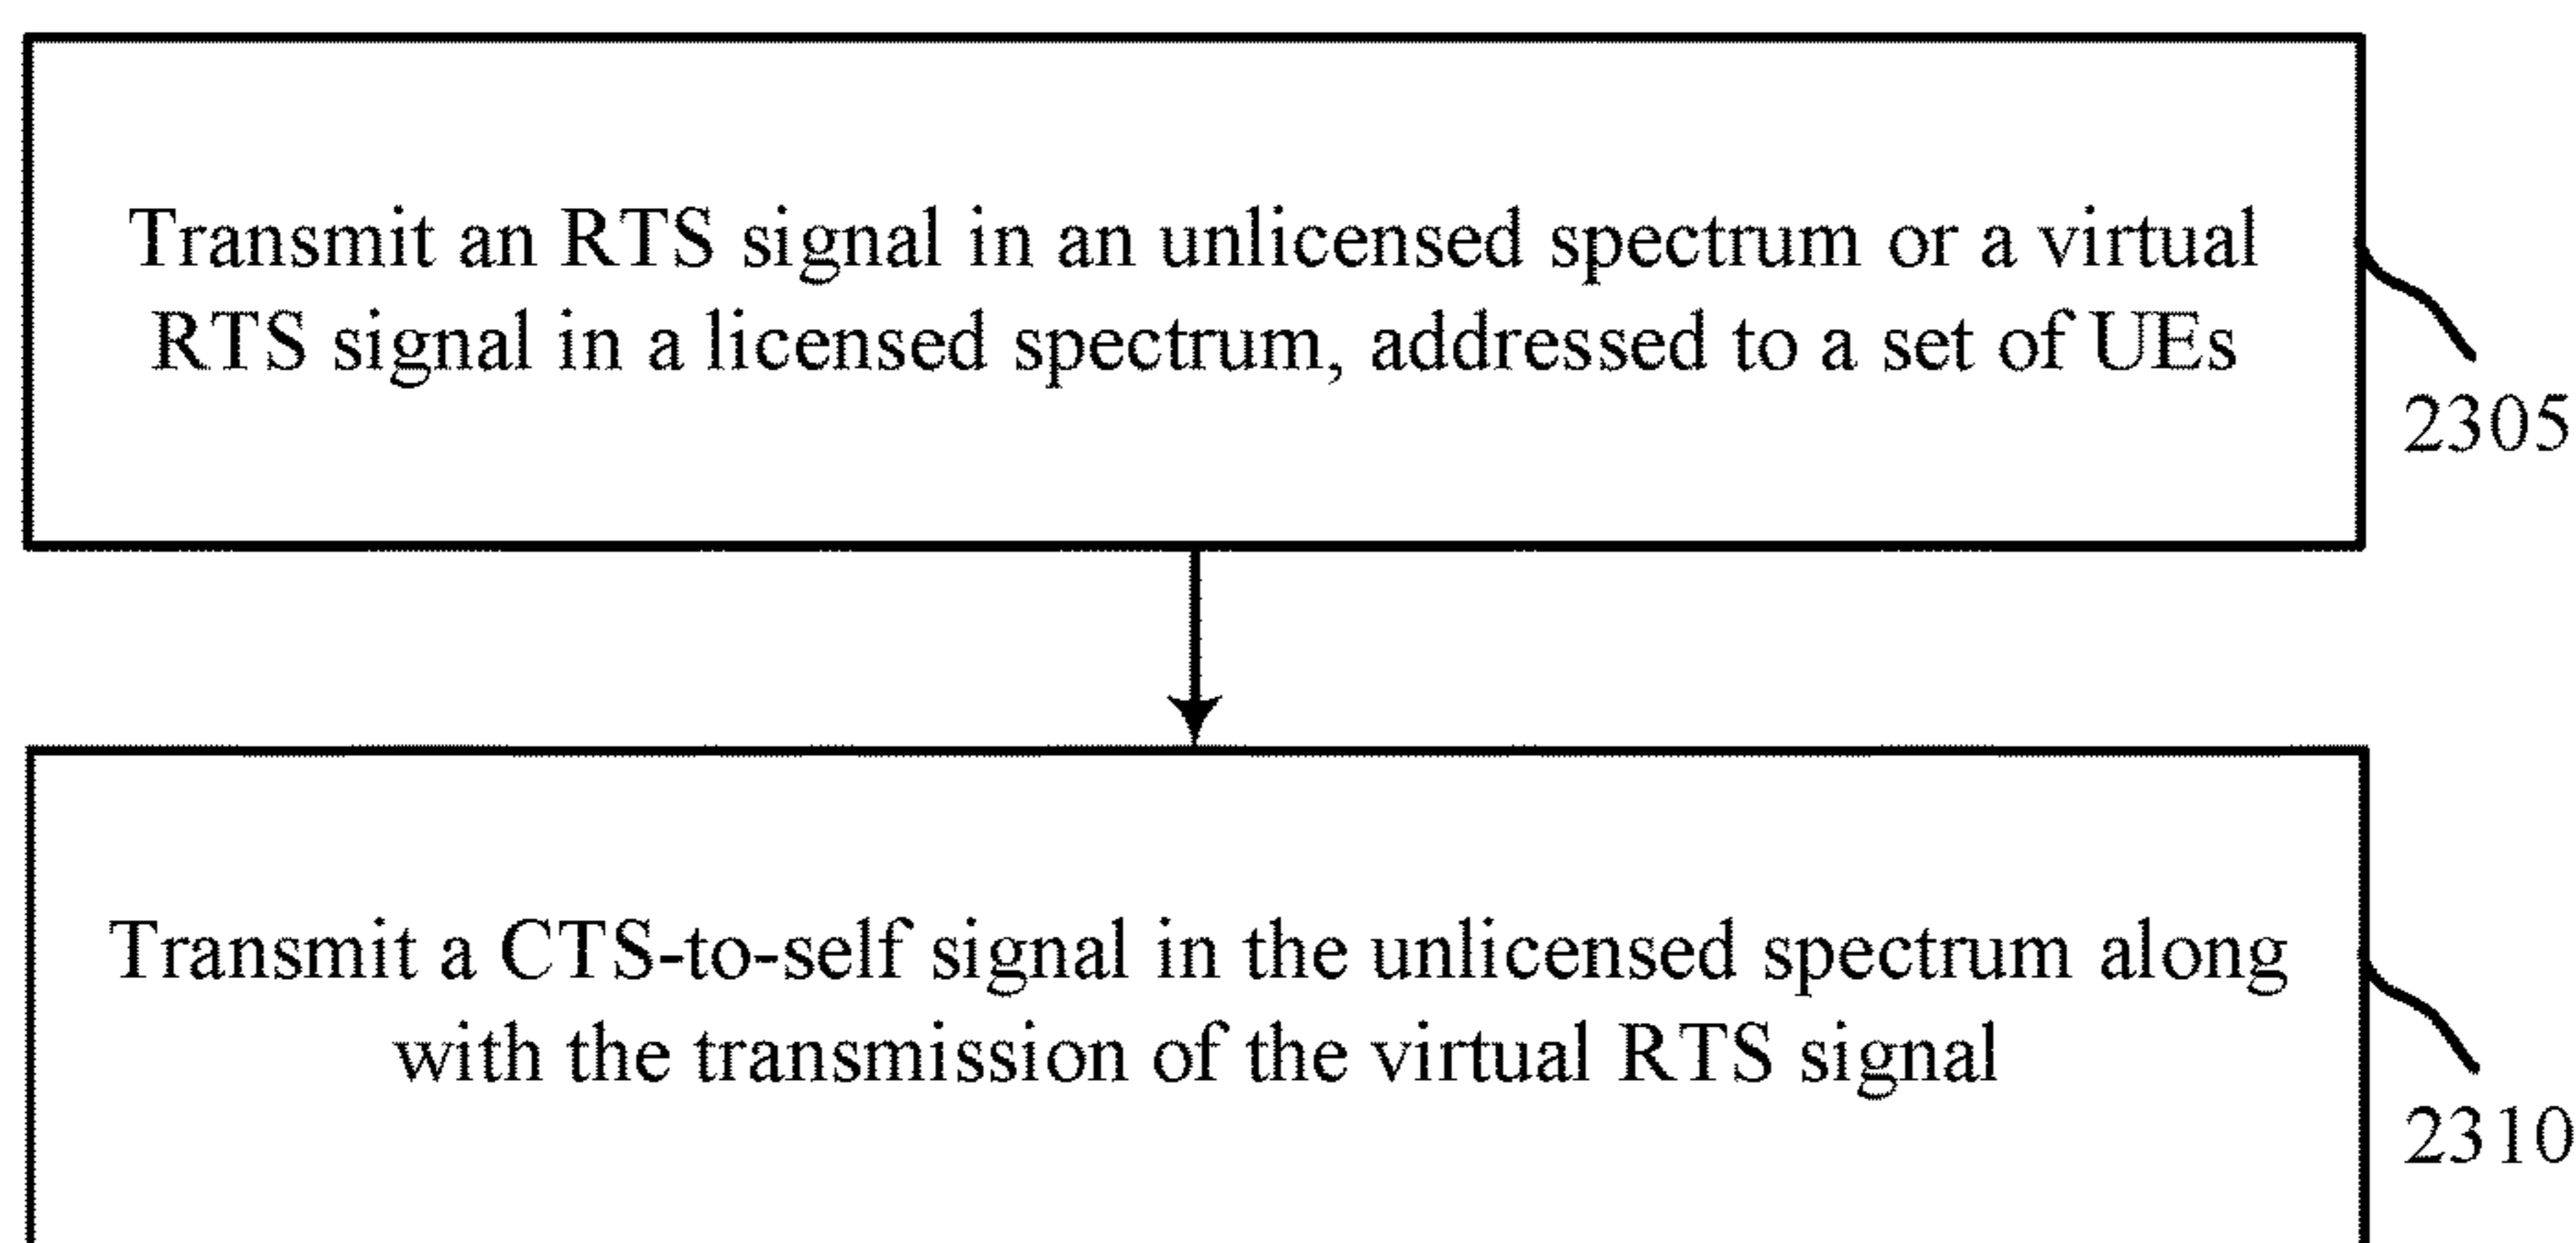 Transmit an RTS signal in an unlicensed spectrum or a virtual
RTS signal in a licensed spectrum, addressed to a set of UEs
2305
Transmit a CTS-to-self signal in the unlicensed spectrum along
with the transmission of the virtual RTS signal
2310